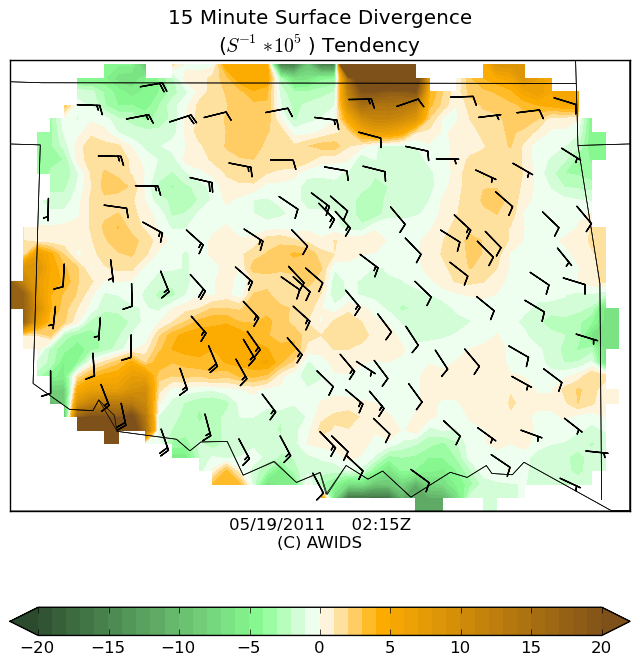 15 Minute Surface Divergence
(S⁻¹ ∗ 10⁵ ) Tendency
05/19/2011 02:15Z
(C) AWIDS
−20 −15 −10 −5 0 5 10 15 20